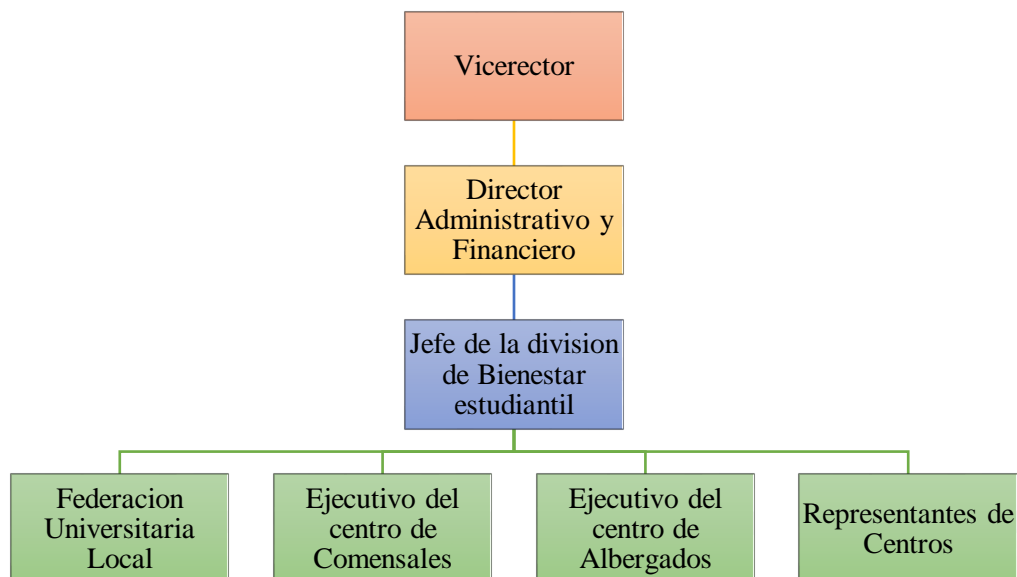 Vicerector
Director
Administrativo y
Financiero
Jefe de la division
de Bienestar
estudiantil
Federacion
Universitaria
Local
Ejecutivo del
centro de
Comensales
Ejecutivo del
centro de
Albergados
Representantes de
Centros